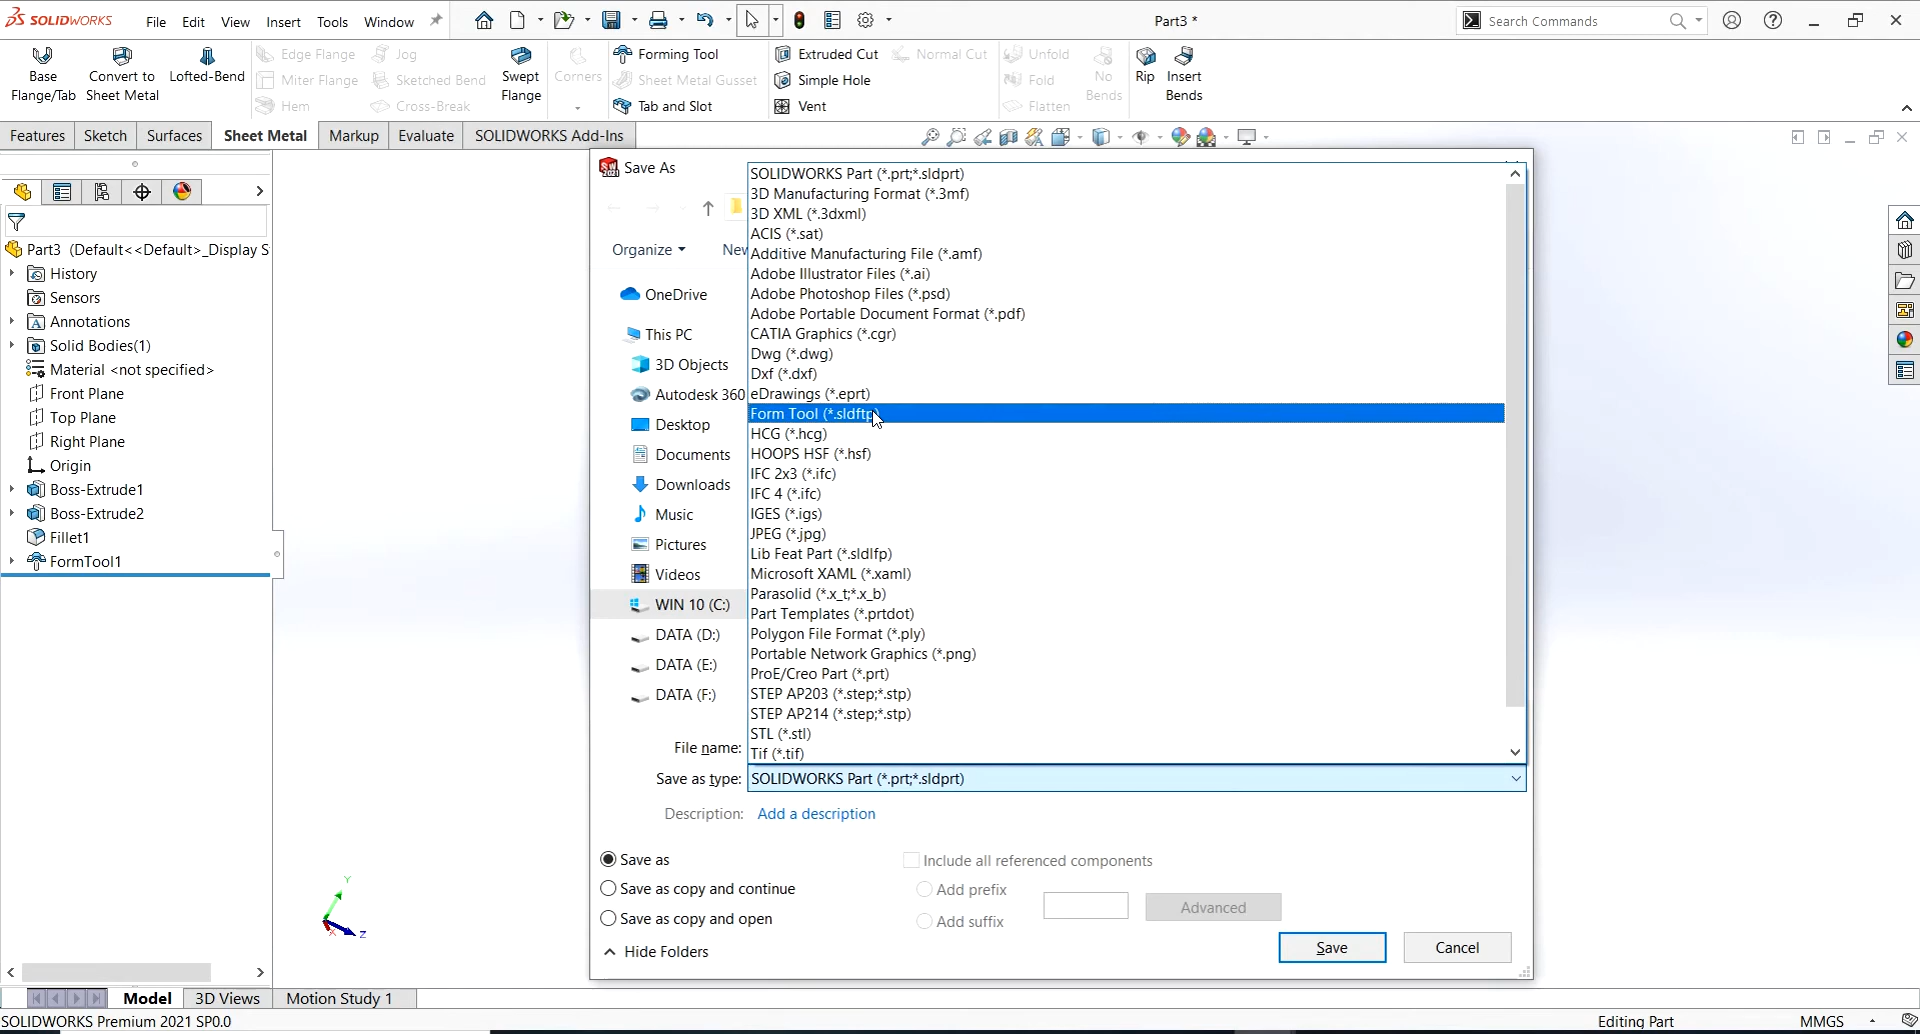 SOLIDWORKS File Edit View Insert Tools Window Part3 * Search Commands
Base Flange/Tab
Convert to Sheet Metal
Lofted-Bend
Edge Flange
Miter Flange
Hem
Jog
Sketched Bend
Cross-Break
Swept Flange
Corners
Forming Tool
Sheet Metal Gusset
Tab and Slot
Extruded Cut
Simple Hole
Vent
Normal Cut
Unfold
Fold
Flatten
No Bends
Rip
Insert Bends
Features Sketch Surfaces Sheet Metal Markup Evaluate SOLIDWORKS Add-Ins
Part3 (Default<<Default>_Display S
History
Sensors
Annotations
Solid Bodies(1)
Material <not specified>
Front Plane
Top Plane
Right Plane
Origin
Boss-Extrude1
Boss-Extrude2
Fillet1
FormTool1
Save As
Organize
New
OneDrive
This PC
3D Objects
Autodesk 360
Desktop
Documents
Downloads
Music
Pictures
Videos
WIN 10 (C:)
DATA (D:)
DATA (E:)
DATA (F:)
SOLIDWORKS Part (*.prt;*.sldprt)
3D Manufacturing Format (*.3mf)
3D XML (*.3dxml)
ACIS (*.sat)
Additive Manufacturing File (*.amf)
Adobe Illustrator Files (*.ai)
Adobe Photoshop Files (*.psd)
Adobe Portable Document Format (*.pdf)
CATIA Graphics (*.cgr)
Dwg (*.dwg)
Dxf (*.dxf)
eDrawings (*.eprt)
Form Tool (*.sldftp)
HCG (*.hcg)
HOOPS HSF (*.hsf)
IFC 2x3 (*.ifc)
IFC 4 (*.ifc)
IGES (*.igs)
JPEG (*.jpg)
Lib Feat Part (*.sldlfp)
Microsoft XAML (*.xaml)
Parasolid (*.x_t;*.x_b)
Part Templates (*.prtdot)
Polygon File Format (*.ply)
Portable Network Graphics (*.png)
ProE/Creo Part (*.prt)
STEP AP203 (*.step;*.stp)
STEP AP214 (*.step;*.stp)
STL (*.stl)
Tif (*.tif)
File name:
Save as type: SOLIDWORKS Part (*.prt;*.sldprt)
Description: Add a description
Save as
Save as copy and continue
Save as copy and open
Include all referenced components
Add prefix
Add suffix
Advanced
Hide Folders
Save
Cancel
Y
X
Z
Model 3D Views Motion Study 1
SOLIDWORKS Premium 2021 SP0.0 Editing Part MMGS